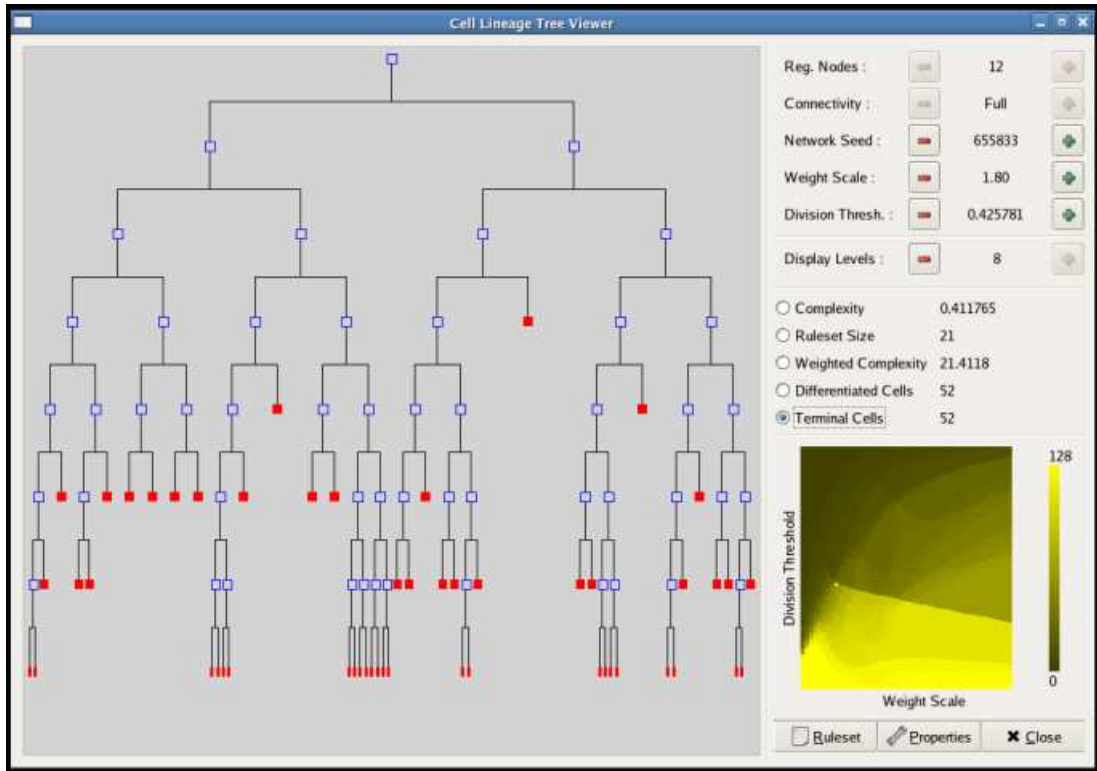 Cell Lineage Tree Viewer
Reg. Nodes : 12
Connectivity : Full
Network Seed : 655833
Weight Scale : 1.80
Division Thresh. : 0.425781
Display Levels : 8
Complexity 0.411765
Ruleset Size 21
Weighted Complexity 21.4118
Differentiated Cells 52
Terminal Cells 52
128
Division Threshold
0
Weight Scale
Ruleset Properties Close